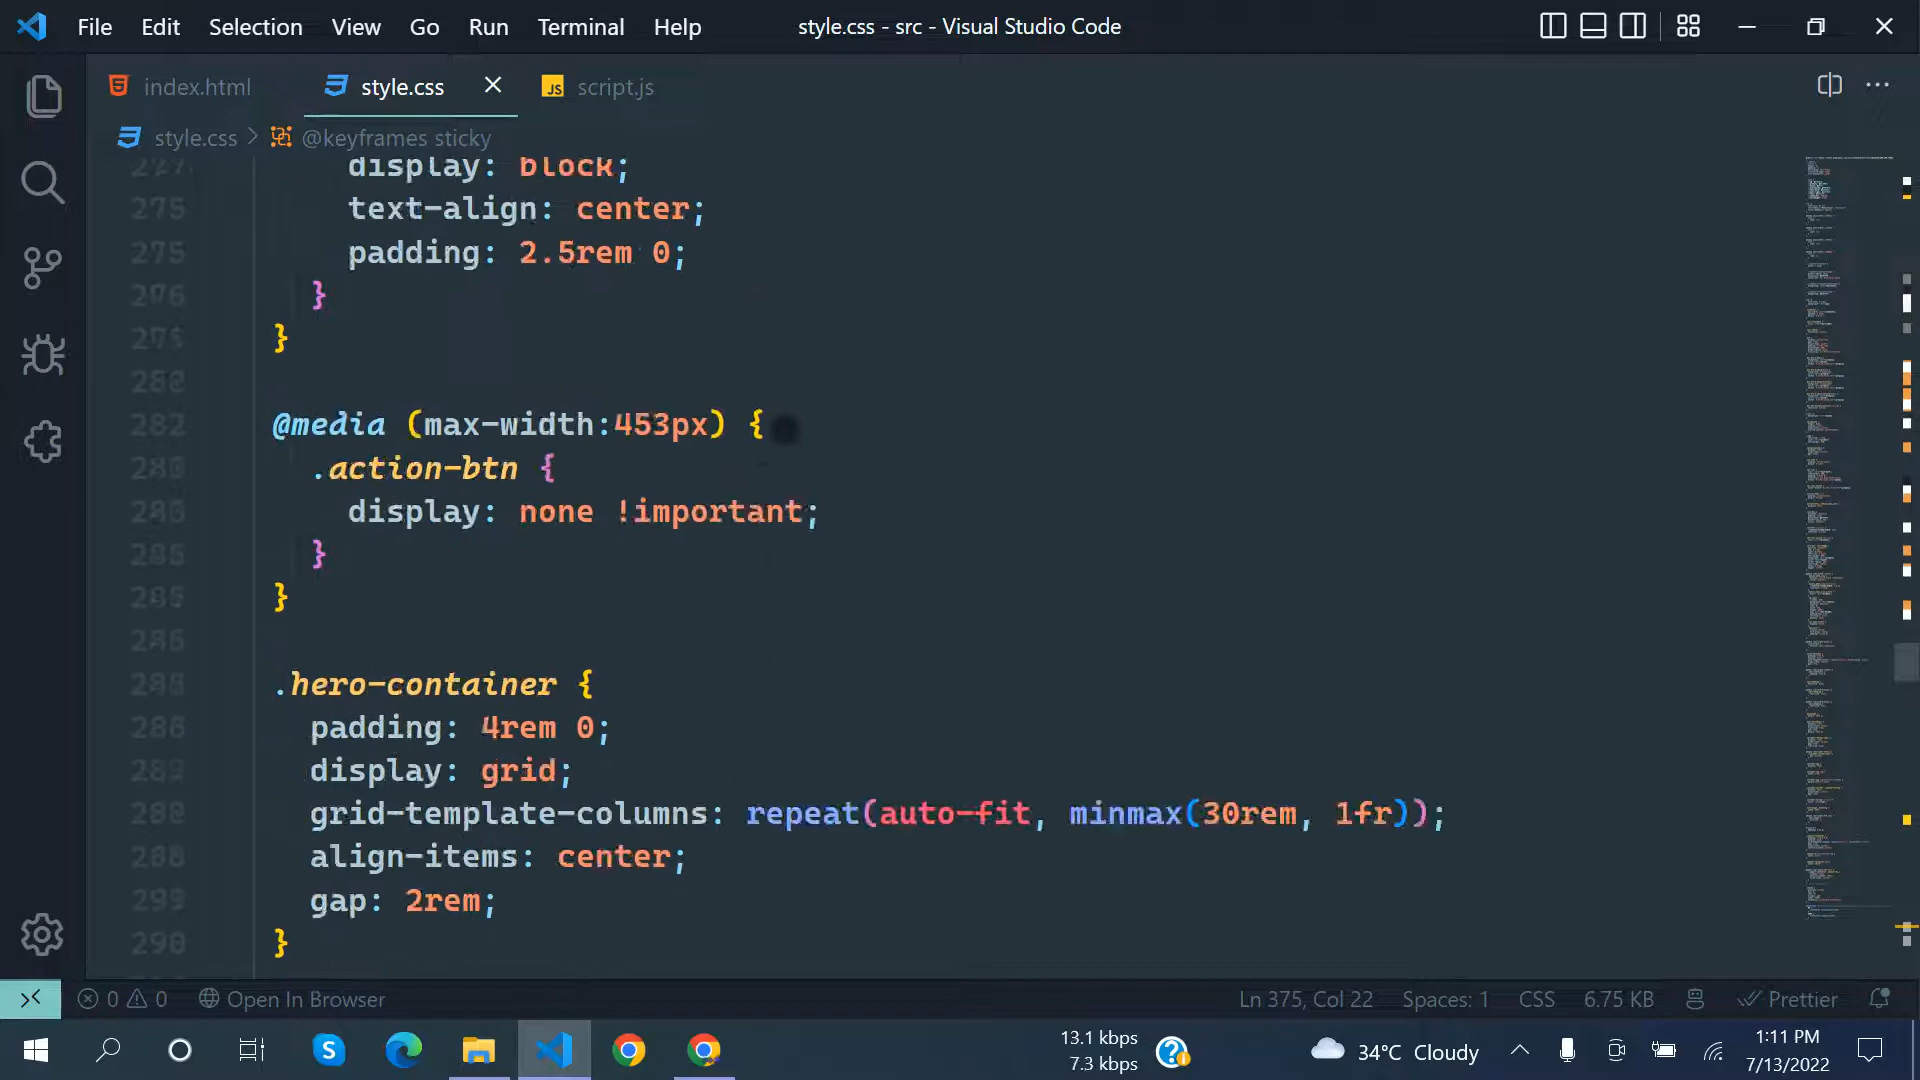 File Edit Selection View Go Run Terminal Help style.css - src - Visual Studio Code
index.html style.css JS script.js
style.css > @keyframes sticky
display: block;
275 text-align: center;
275 padding: 2.5rem 0;
}
}
@media (max-width:453px) {
.action-btn {
display: none !important;
}
}
.hero-container {
padding: 4rem 0;
display: grid;
grid-template-columns: repeat(auto-fit, minmax(30rem, 1fr));
align-items: center;
gap: 2rem;
290 }
0 0 Open In Browser Ln 375, Col 22 Spaces: 1 CSS 6.75 KB Prettier
13.1 kbps
7.3 kbps
34°C Cloudy
1:11 PM
7/13/2022